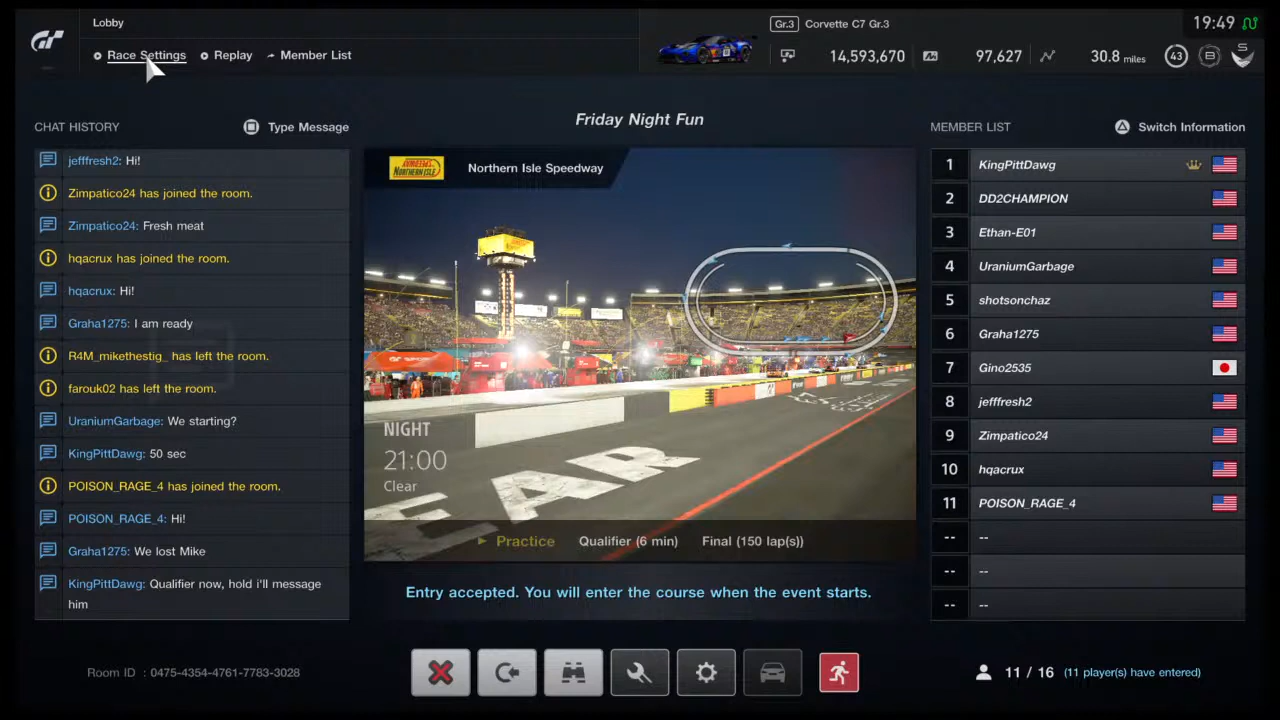 Lobby
Race Settings
Replay
Member List
Gr.3 Corvette C7 Gr.3
14,593,670
97,627
30.8 miles
43
B
S
19:49
CHAT HISTORY
Type Message
jefffresh2: Hi!
Zimpatico24 has joined the room.
Zimpatico24: Fresh meat
hqacrux has joined the room.
hqacrux: Hi!
Graha1275: I am ready
R4M_mikethestig_ has left the room.
farouk02 has left the room.
UraniumGarbage: We starting?
KingPittDawg: 50 sec
POISON_RAGE_4 has joined the room.
POISON_RAGE_4: Hi!
Graha1275: We lost Mike
KingPittDawg: Qualifier now, hold i'll message
him
Friday Night Fun
NORTHERN ISLE
Northern Isle Speedway
NIGHT
21:00
Clear
EAR
Practice
Qualifier (6 min)
Final (150 lap(s))
Entry accepted. You will enter the course when the event starts.
MEMBER LIST
Switch Information
1 KingPittDawg
2 DD2CHAMPION
3 Ethan-E01
4 UraniumGarbage
5 shotsonchaz
6 Graha1275
7 Gino2535
8 jefffresh2
9 Zimpatico24
10 hqacrux
11 POISON_RAGE_4
-- --
-- --
-- --
Room ID : 0475-4354-4761-7783-3028
11 / 16 (11 player(s) have entered)